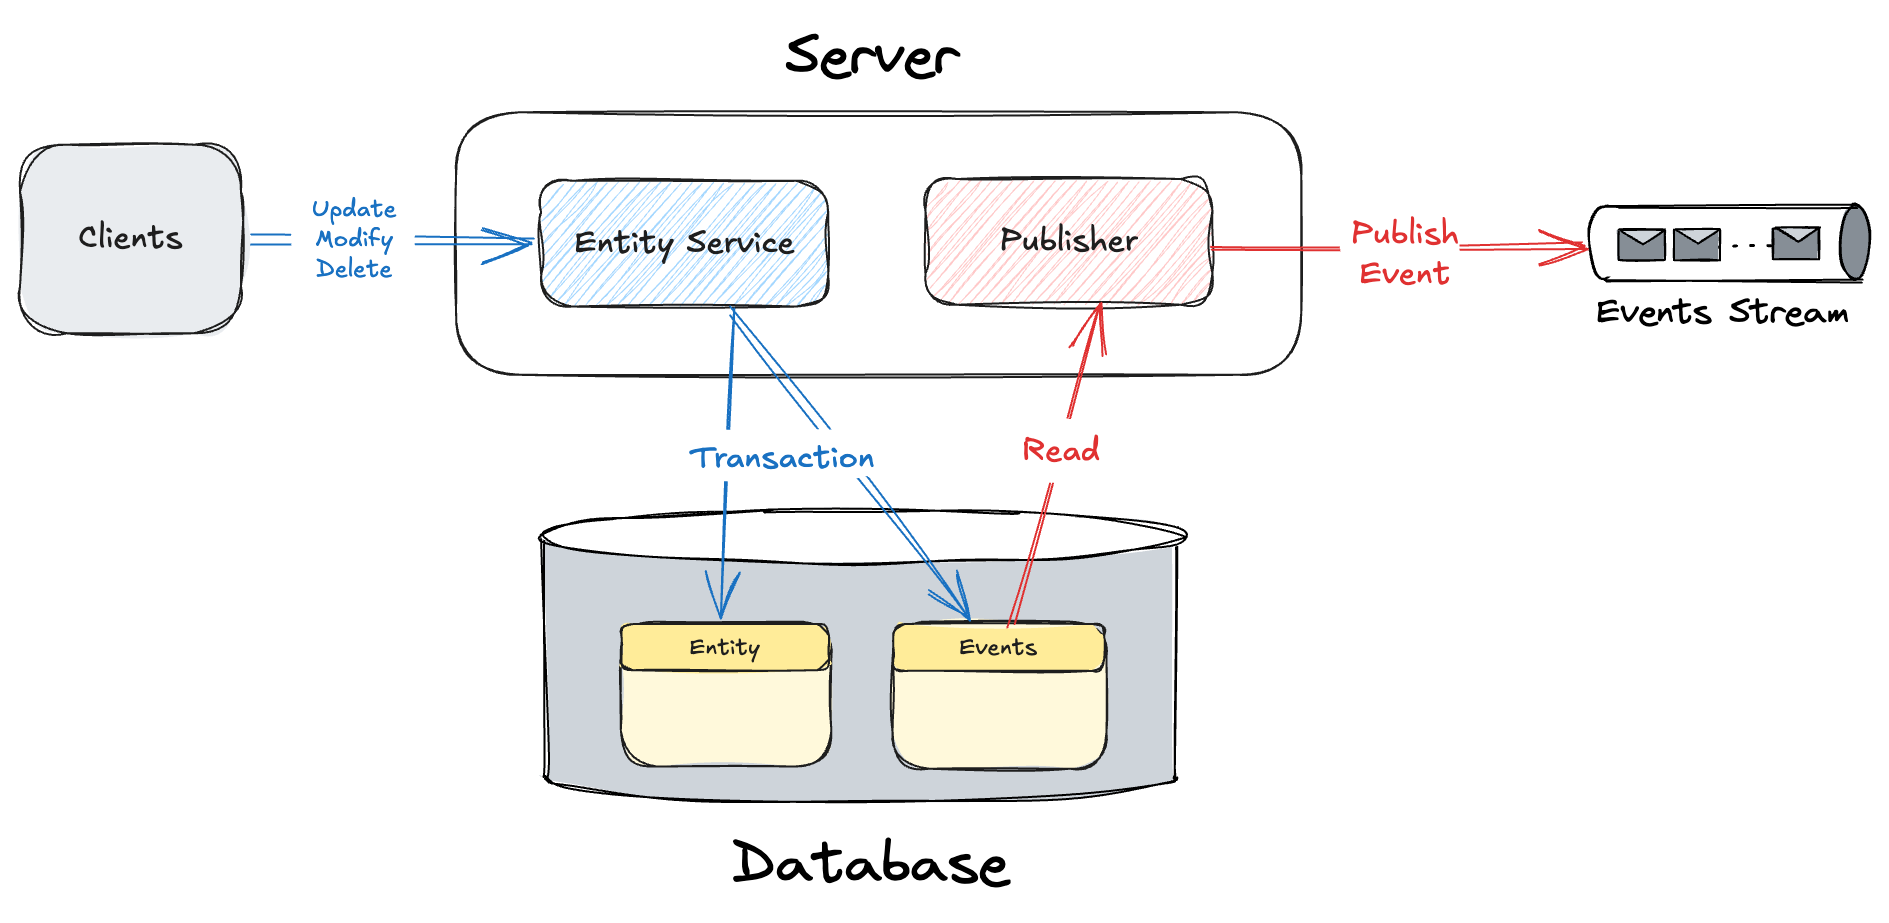 Server
Clients
Update
Modify
Delete
Entity Service
Publisher
Publish
Event
Events Stream
Transaction
Read
Entity
Events
Database